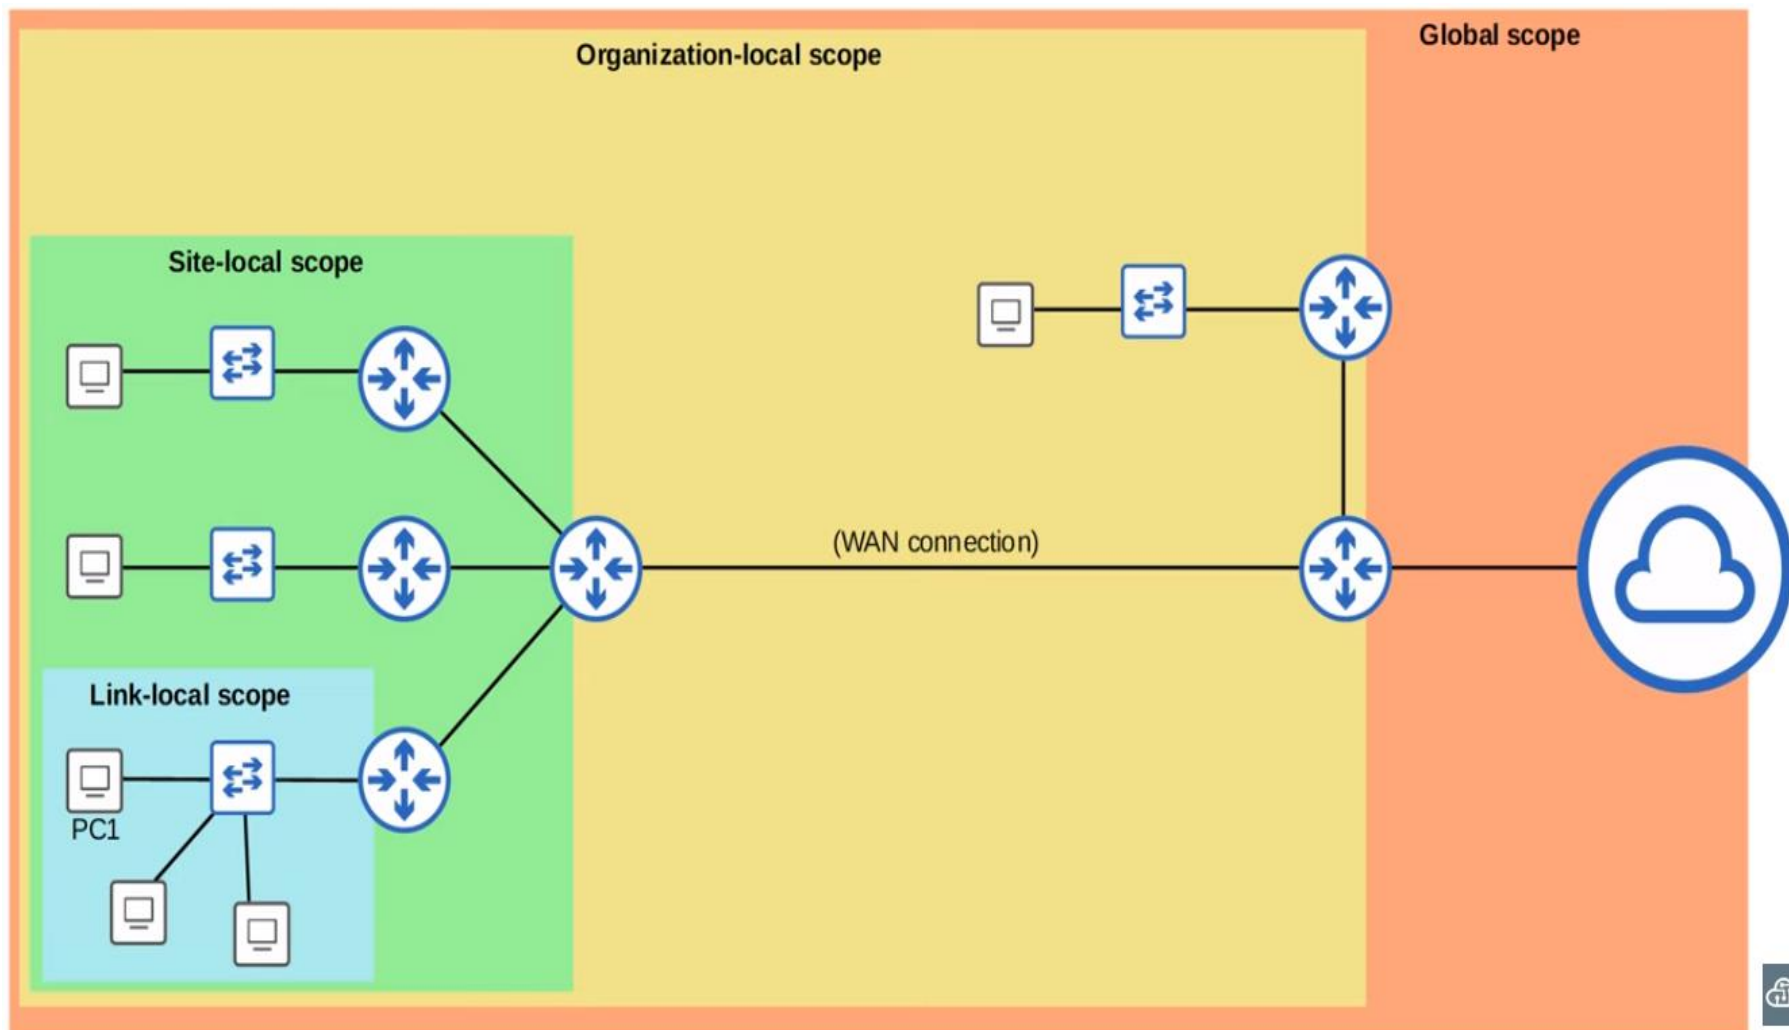 Global scope
Organization-local scope
Site-local scope
(WAN connection)
Link-local scope
PC1